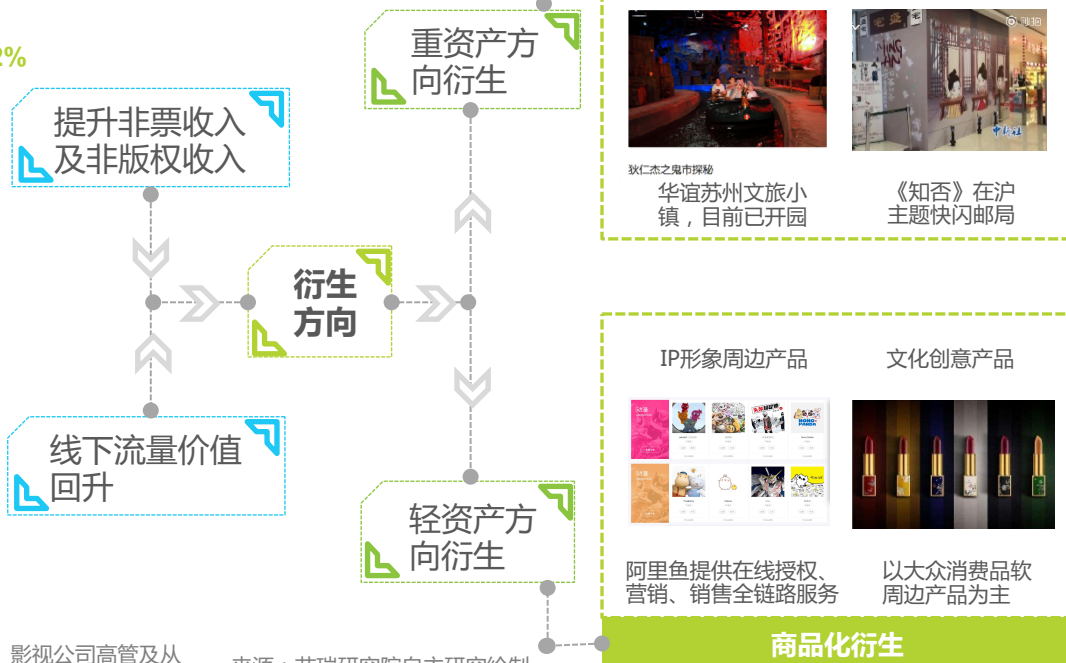 2%
提升非票收入
及非版权收入
线下流量价值
回升
衍生
方向
重资产方
向衍生
轻资产方
向衍生
狄仁杰之鬼市探秘
华谊苏州文旅小
镇，目前已开园
《知否》在沪
主题快闪邮局
中新社
IP形象周边产品
文化创意产品
阿里鱼提供在线授权、
营销、销售全链路服务
以大众消费品软
周边产品为主
商品化衍生
影视公司高管及从
来源：艾瑞研究院自主研究绘制